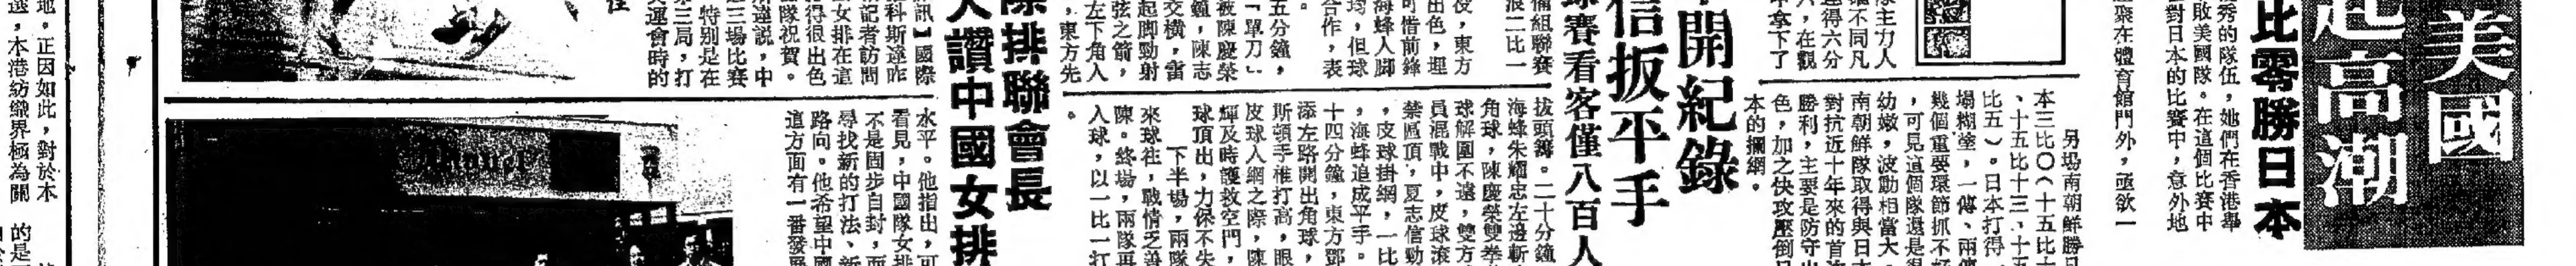 美國
起高潮
比零勝日本
秀的隊伍，她們在香港舉
敗美國隊。在這個比賽中
對日本的比賽中，意外地
聚在體育館門外，亟欲一
另場南朝鮮勝日
本三比〇（十五比十
、十五比十三、十五
比五）。日本打得一
塌糊塗，一傳、兩傳
幾個重要環節抓不好
，可見這個隊還是很
幼嫩，波動相當大。
南朝鮮隊取得與日本
對抗近十年來的首次
勝利，主要是防守出
色，加之快攻壓倒日
本的攔網。
隊主力人
不同凡
連得六分
，在觀
中拿下了
開紀錄
信扳平手
球賽看客僅八百人
備組聯賽
浪二比一
役，東方
出色，埋
可惜前鋒
海蜂人脚
，但球
合作，表
。
五分鐘，
「單刀」
被陳慶榮
，陳志
交橫，雷
起脚勁射
弦之箭，
左下角入
，東方先
拔頭籌。二十分鐘
海蜂朱耀忠左邊斬
角球，陳慶榮雙拳
球解圍不遠，雙方
員混戰中，皮球滾
禁區頂，夏志信勁
，皮球掛網，一比
，海蜂追成平手。
十四分鐘，東方鄧
添左路開出角球，
斯頓手椎打高，眼
皮球人網之際，陳
輝及時護救空門，
球頂出，力保不失
下半場，兩隊
來球往，戰情乏善
陳。終場，兩隊再
入球，以一比一打
。
際排聯會長
大讚中國女排
訊】國際
科斯達昨
記者訪問
女排在這
得很出色
隊祝賀。
達説，中
三場比賽
特別是在
三局，打
運會時的
水平。他指出，可
看見，中國隊女排
不是固步自封，而
尋找新的打法、新
路向。他希望中國
這方面有一番發展
佳
地。正因如此，對於本
選，本港紡織界極為關
的是